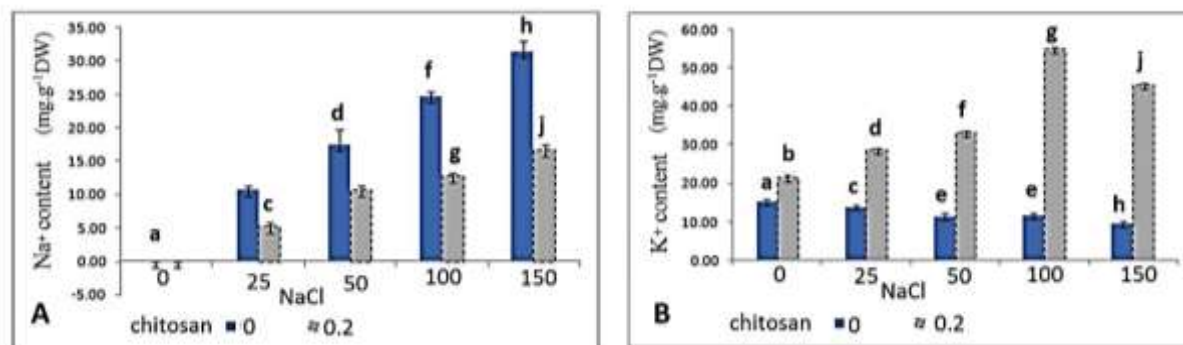 Na+ content (mg.g-1DW)
35.00
30.00
25.00
20.00
15.00
10.00
5.00
0.00
-5.00
a
c
d
f
g
h
j
0 25 50 100 150
NaCl
A
chitosan 0 0.2
K+ content (mg.g-1DW)
60.00
50.00
40.00
30.00
20.00
10.00
0.00
a
b
c
d
e
f
e
g
h
j
0 25 50 100 150
NaCl
B
chitosan 0 0.2